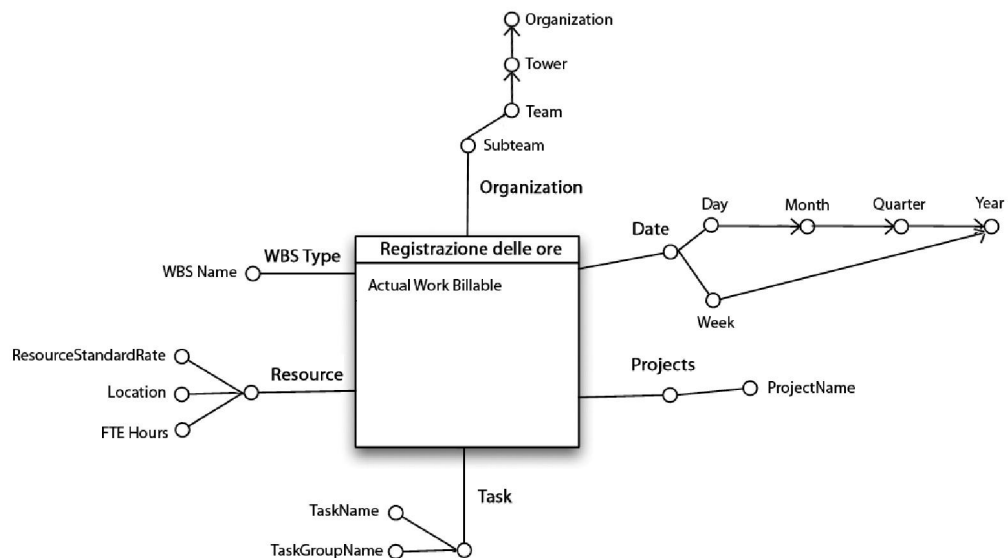 Organization
Tower
Team
Subteam
Organization
Day
Month
Quarter
Year
Date
Week
WBS Type
WBS Name
Registrazione delle ore
Actual Work Billable
ResourceStandardRate
Resource
Location
FTE Hours
Projects
ProjectName
Task
TaskName
TaskGroupName